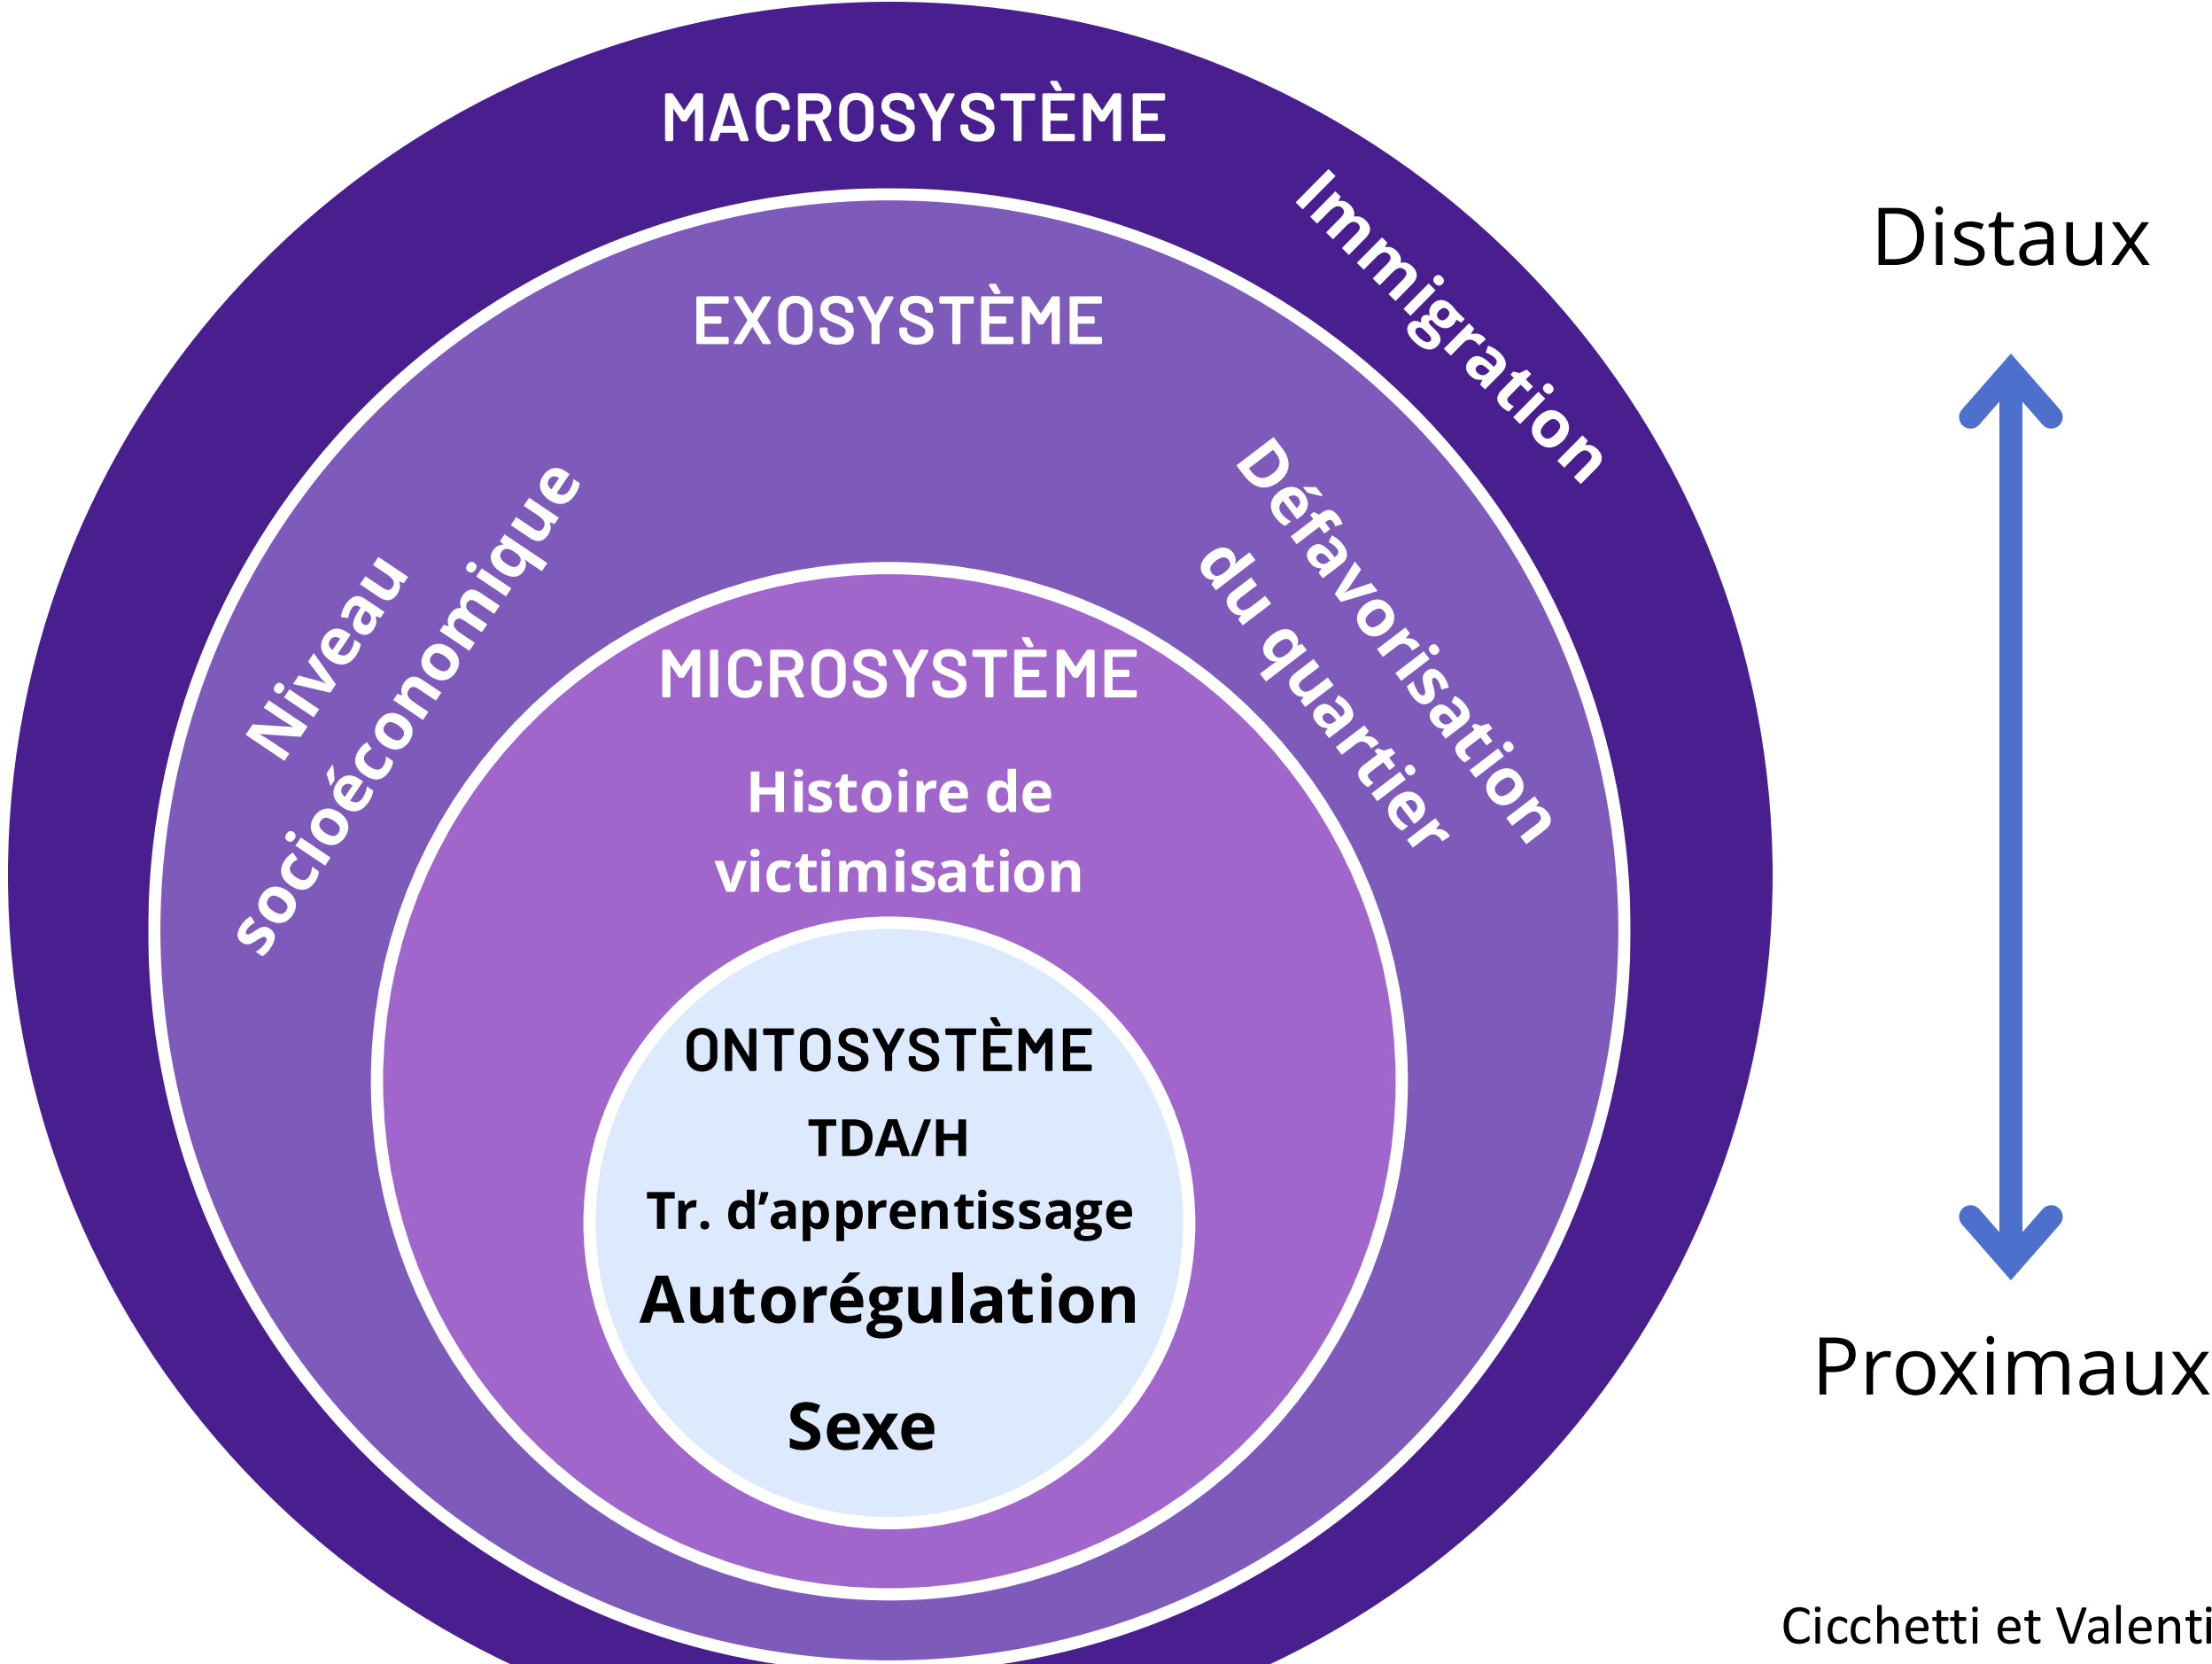 MACROSYSTÈME
Immigration
Distaux
EXOSYSTÈME
Niveau
socioéconomique
Défavorisation
du quartier
MICROSYSTÈME
Histoire de
victimisation
ONTOSYSTÈME
TDA/H
Tr. d’apprentissage
Autorégulation
Sexe
Proximaux
Cicchetti et Valenti